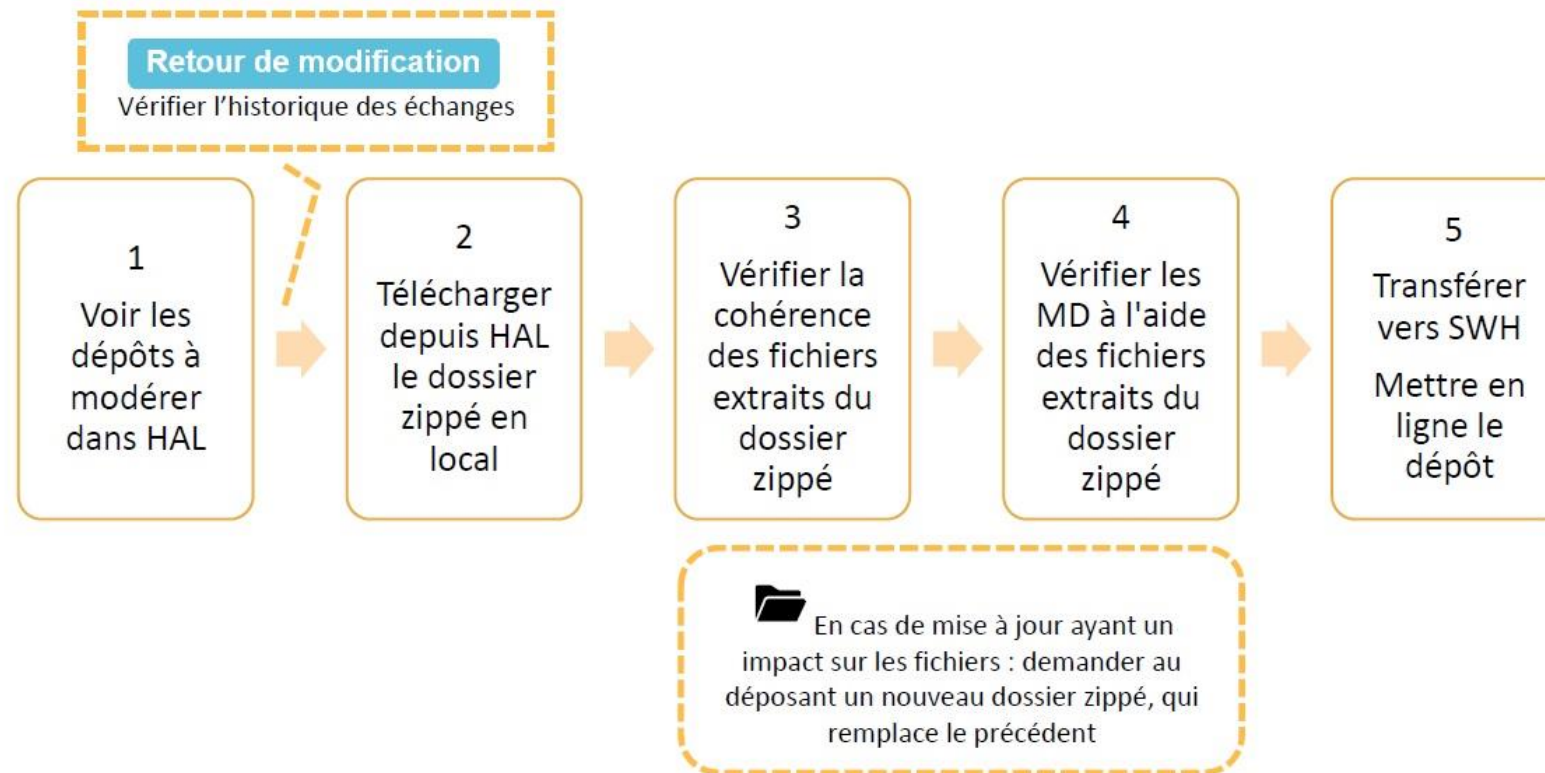 Retour de modification
Vérifier l’historique des échanges
1
Voir les
dépôts à
modérer
dans HAL
2
Télécharger
depuis HAL
le dossier
zippé en
local
3
Vérifier la
cohérence
des fichiers
extraits du
dossier
zippé
4
Vérifier les
MD à l'aide
des fichiers
extraits du
dossier
zippé
5
Transférer
vers SWH
Mettre en
ligne le
dépôt
En cas de mise à jour ayant un
impact sur les fichiers : demander au
déposant un nouveau dossier zippé, qui
remplace le précédent